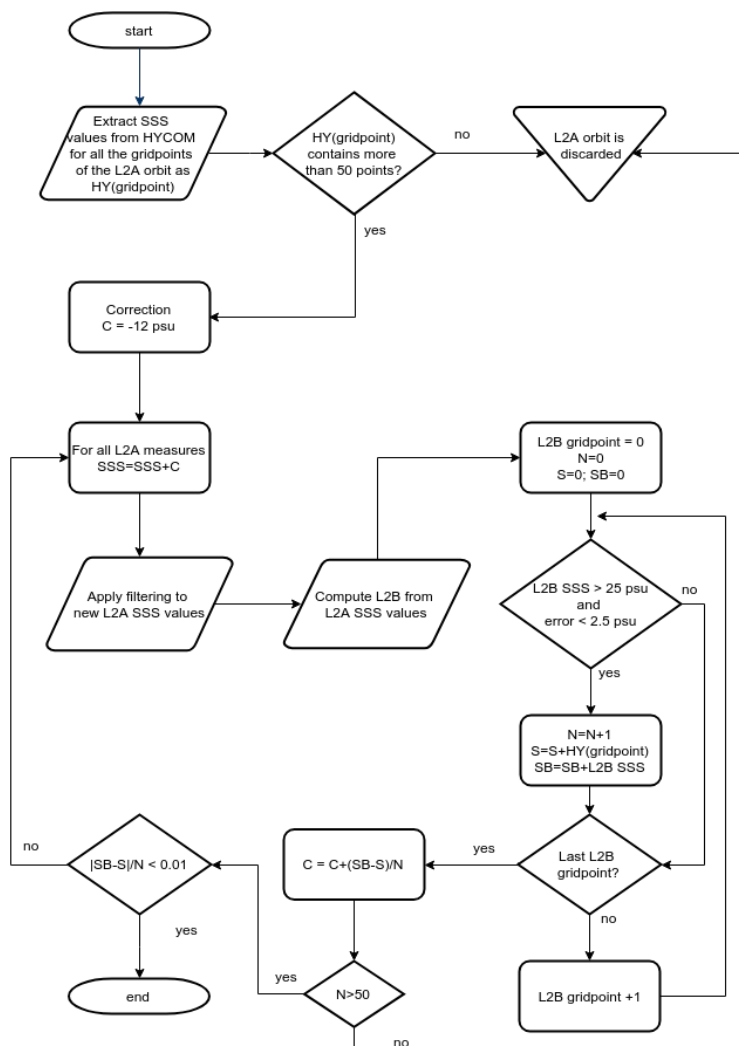 start
Extract SSS
values from HYCOM
for all the gridpoints
of the L2A orbit as
HY(gridpoint)
HY(gridpoint)
contains more
than 50 points?
no
L2A orbit is
discarded
yes
Correction
C = -12 psu
For all L2A measures
SSS=SSS+C
L2B gridpoint = 0
N=0
S=0; SB=0
Apply filtering to
new L2A SSS values
Compute L2B from
L2A SSS values
L2B SSS > 25 psu
and
error < 2.5 psu
no
yes
N=N+1
S=S+HY(gridpoint)
SB=SB+L2B SSS
no
|SB-S|/N < 0.01
C = C+(SB-S)/N
yes
Last L2B
gridpoint?
yes
no
end
yes
N>50
L2B gridpoint +1
no